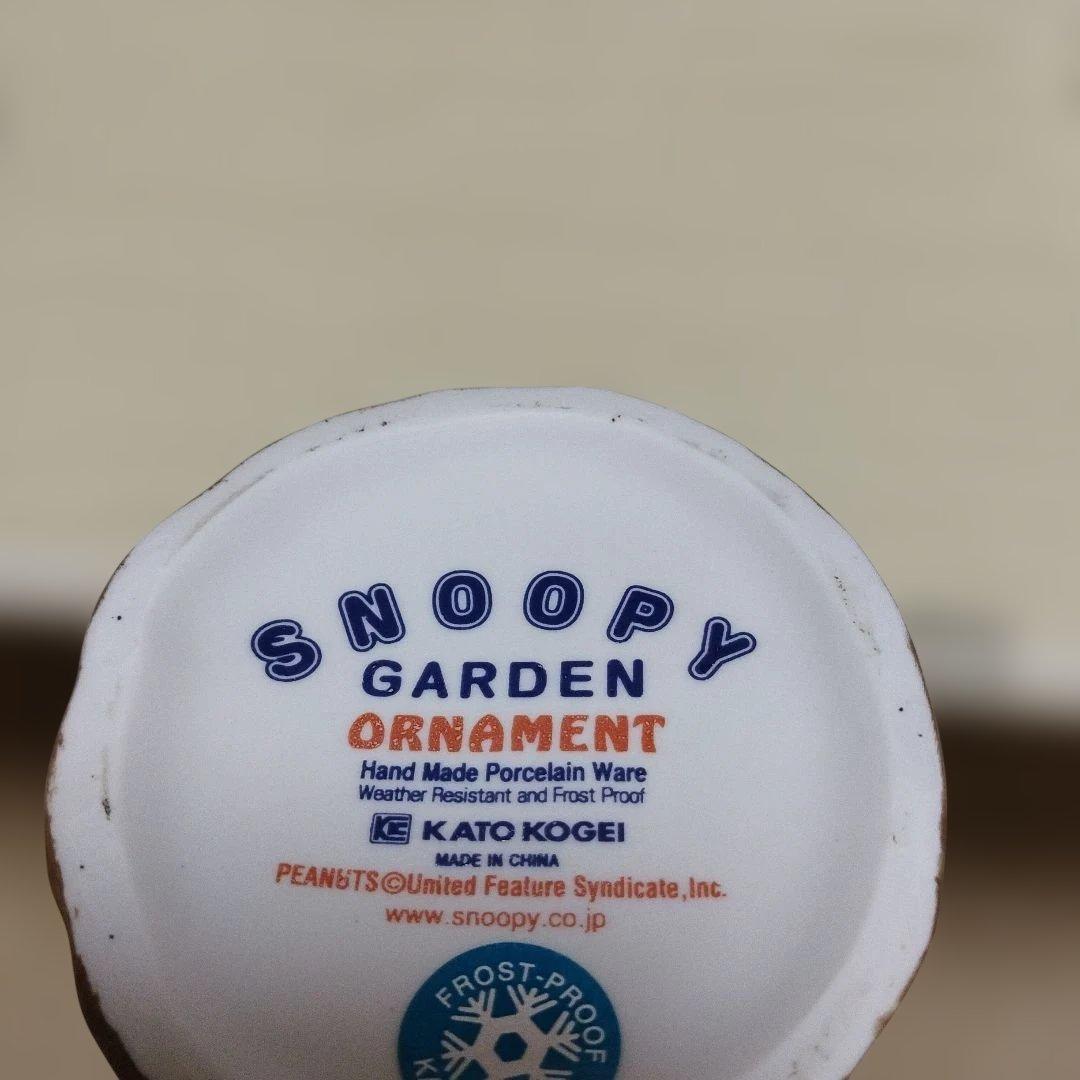 SNOOPY
GARDEN
ORNAMENT
Hand Made Porcelain Ware
Weather Resistant and Frost Proof
KE KATO KOGEI
MADE IN CHINA
PEANUTS©United Feature Syndicate,Inc.
www.snoopy.co.jp
FROST-PROOF